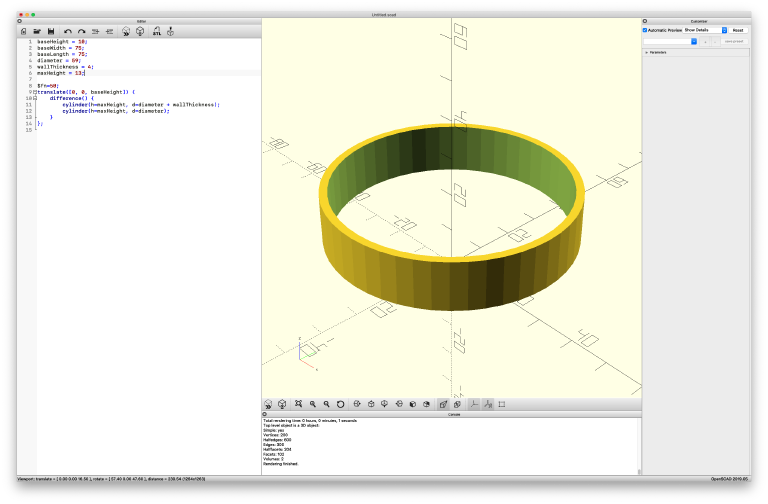 Untitled.scad
Editor
Customizer
Automatic Preview Show Details Reset
save preset
Parameters
1 baseHeight = 10;
2 baseWidth = 75;
3 baseLength = 75;
4 diameter = 59;
5 wallThickness = 4;
6 maxHeight = 13;
7
8 $fn=50;
9 translate([0, 0, baseHeight]) {
10 difference() {
11 cylinder(h=maxHeight, d=diameter + wallThickness);
12 cylinder(h=maxHeight, d=diameter);
13 }
14 };
15
Console
Total rendering time: 0 hours, 0 minutes, 1 seconds
Top level object is a 3D object:
Simple: yes
Vertices: 200
Halfedges: 600
Edges: 300
Halffacets: 204
Facets: 102
Volumes: 2
Rendering finished.
Viewport: translate = [ 0.00 0.00 16.50 ], rotate = [ 57.40 0.00 47.60 ], distance = 239.54 (1264x1263)
OpenSCAD 2019.05